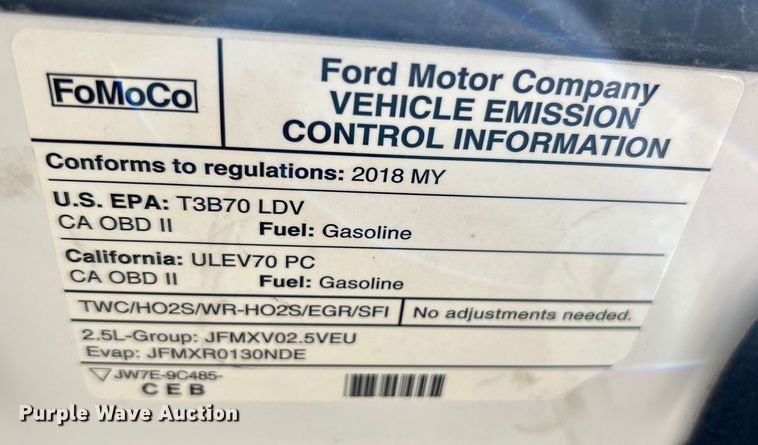 FoMoCo
Ford Motor Company
VEHICLE EMISSION
CONTROL INFORMATION
Conforms to regulations: 2018 MY
U.S. EPA: T3B70 LDV
CA OBD II Fuel: Gasoline
California: ULEV70 PC
CA OBD II Fuel: Gasoline
TWC/HO2S/WR-HO2S/EGR/SFI No adjustments needed.
2.5L-Group: JFMXV02.5VEU
Evap: JFMXR0130NDE
JW7E-9C485-
CEB
Purple Wave Auction